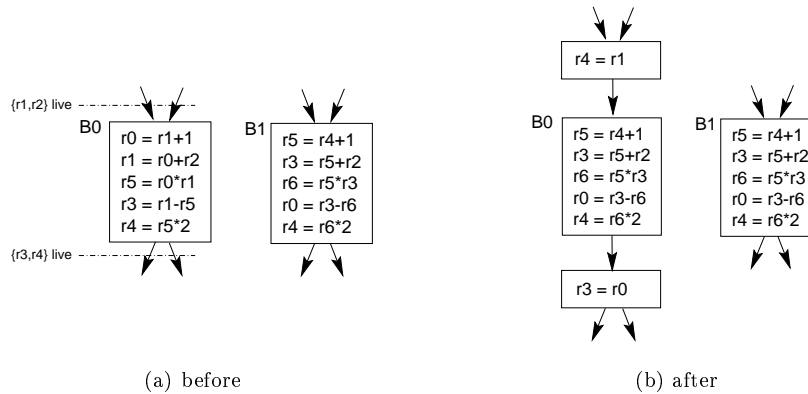 {r1,r2} live
B0
r0 = r1+1
r1 = r0+r2
r5 = r0*r1
r3 = r1-r5
r4 = r5*2
{r3,r4} live
B1
r5 = r4+1
r3 = r5+r2
r6 = r5*r3
r0 = r3-r6
r4 = r6*2
(a) before
r4 = r1
B0
r5 = r4+1
r3 = r5+r2
r6 = r5*r3
r0 = r3-r6
r4 = r6*2
r3 = r0
B1
r5 = r4+1
r3 = r5+r2
r6 = r5*r3
r0 = r3-r6
r4 = r6*2
(b) after